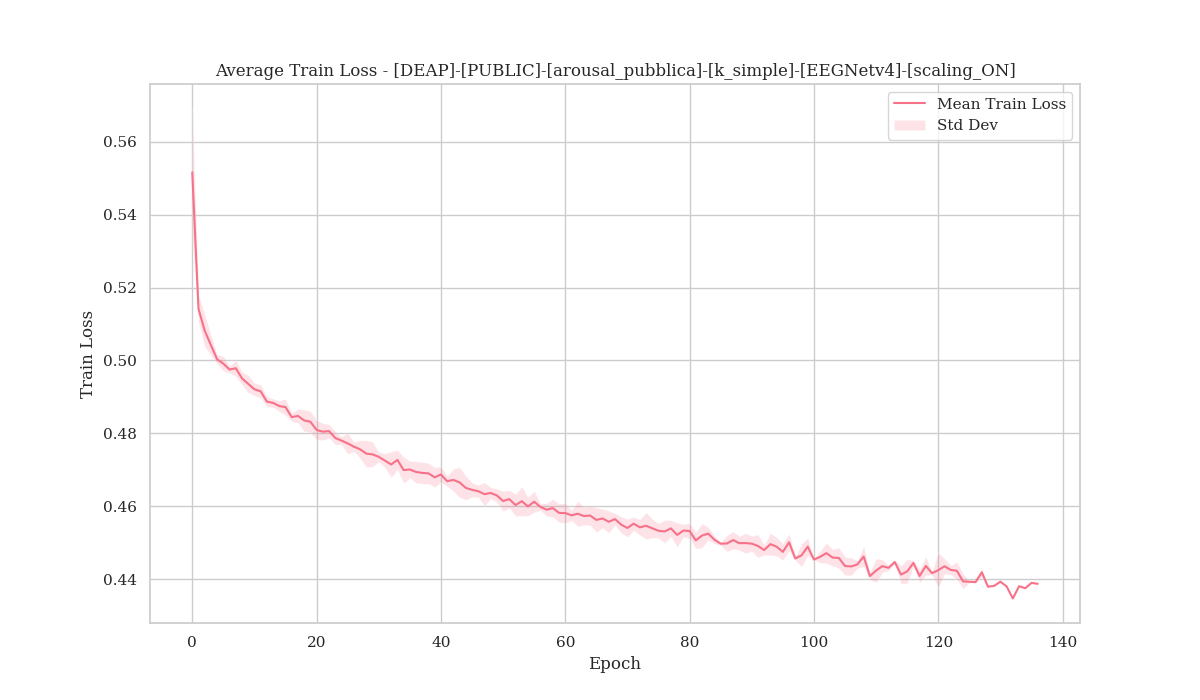 Average Train Loss - [DEAP]-[PUBLIC]-[arousal_pubblica]-[k_simple]-[EEGNetv4]-[scaling_ON]
Mean Train Loss
Std Dev
Train Loss
0.56
0.54
0.52
0.50
0.48
0.46
0.44
0 20 40 60 80 100 120 140
Epoch